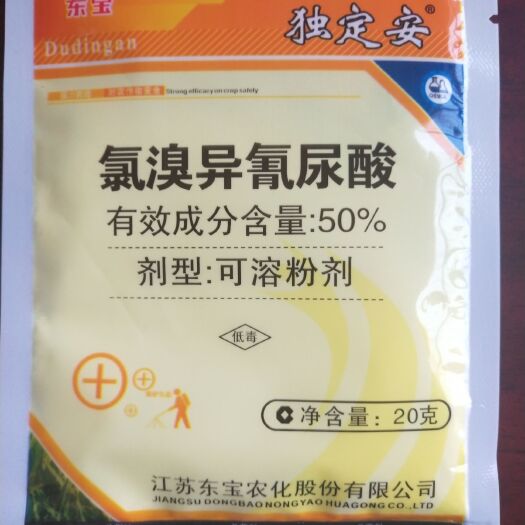 东宝
Dudingan
独定安®
Strong efficacy on crop safety
氯溴异氰尿酸
有效成分含量:50%
剂型:可溶粉剂
低毒
净含量: 20克
江苏东宝农化股份有限公司
JIANGSU DONGBAO NONGYAO HUAGONG CO.,LTD